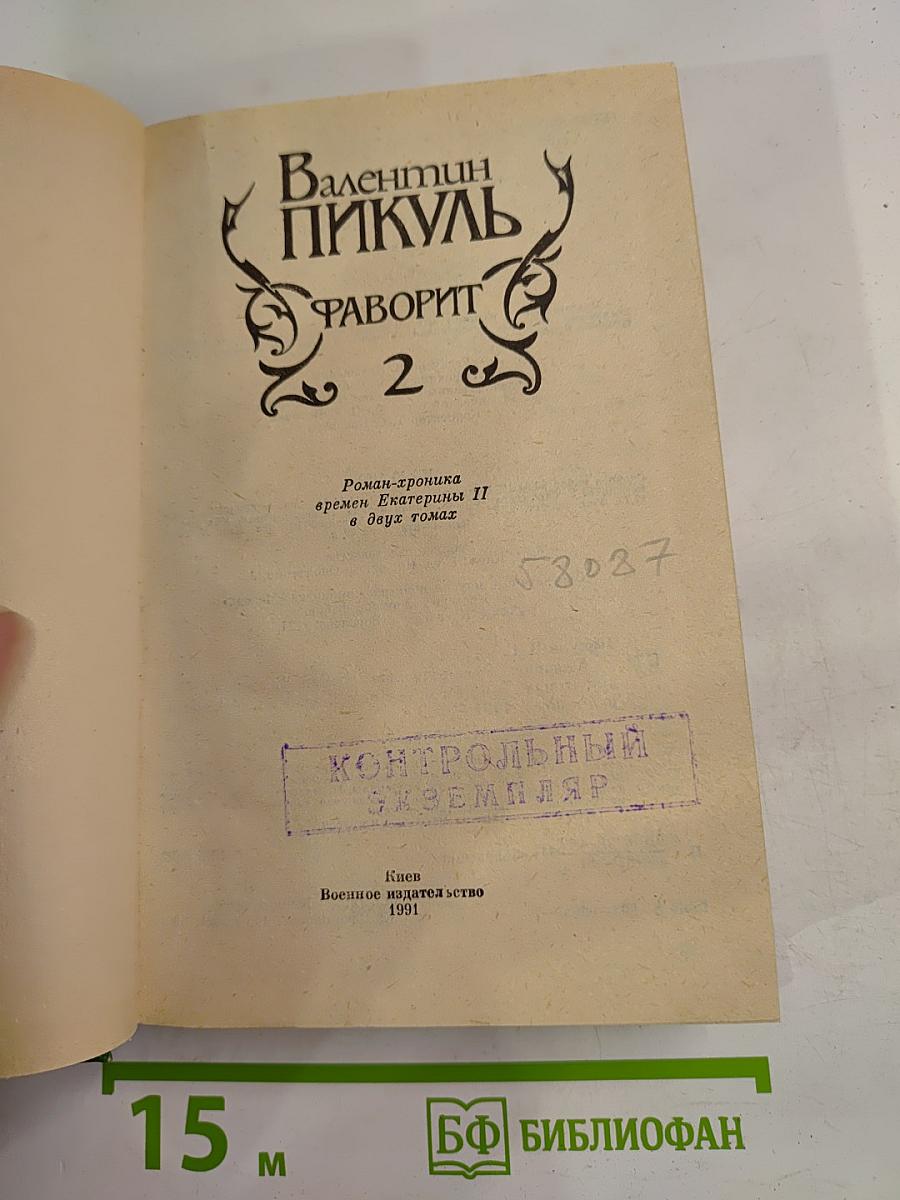 Валентин
ПИКУЛЬ
ФАВОРИТ
2
Роман-хроника
времен Екатерины II
в двух томах
58087
КОНТРОЛЬНЫЙ
ЭКЗЕМПЛЯР
Киев
Военное издательство
1991
15 м
БФ БИБЛИОФАН